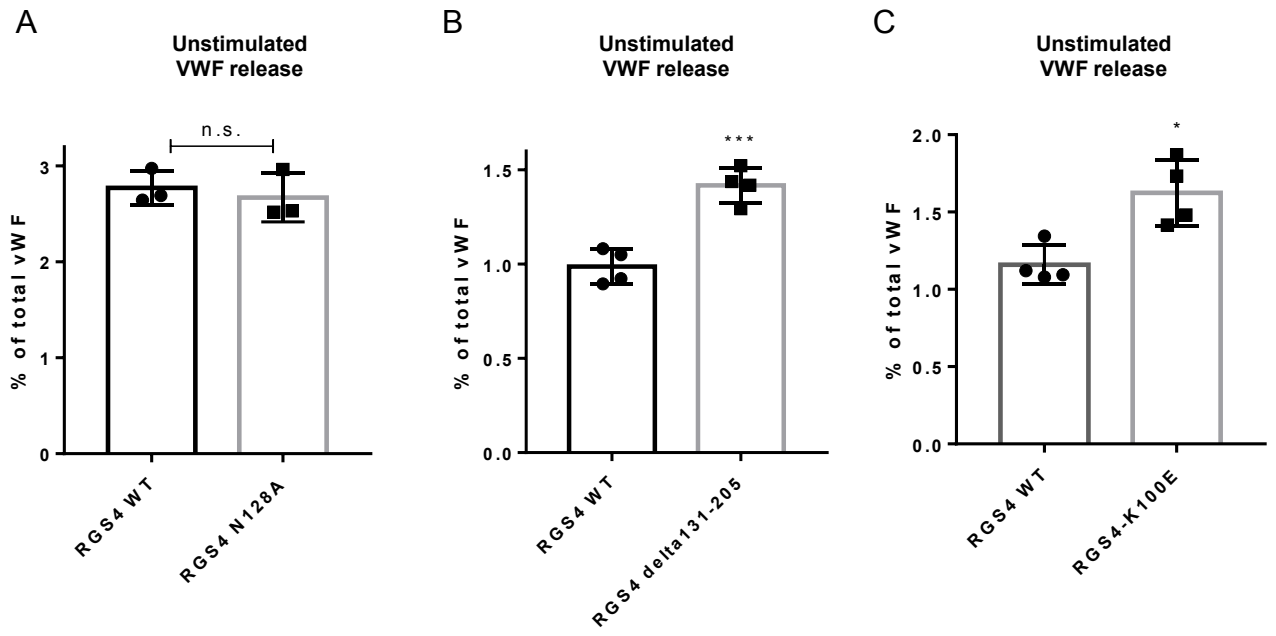 A
Unstimulated
VWF release
n.s.
% of total vWF
3
2
1
0
RGS4 WT
RGS4 N128A
B
Unstimulated
VWF release
***
% of total vWF
1.5
1.0
0.5
0.0
RGS4 WT
RGS4 delta131-205
C
Unstimulated
VWF release
*
% of total vWF
2.0
1.5
1.0
0.5
0.0
RGS4 WT
RGS4-K100E